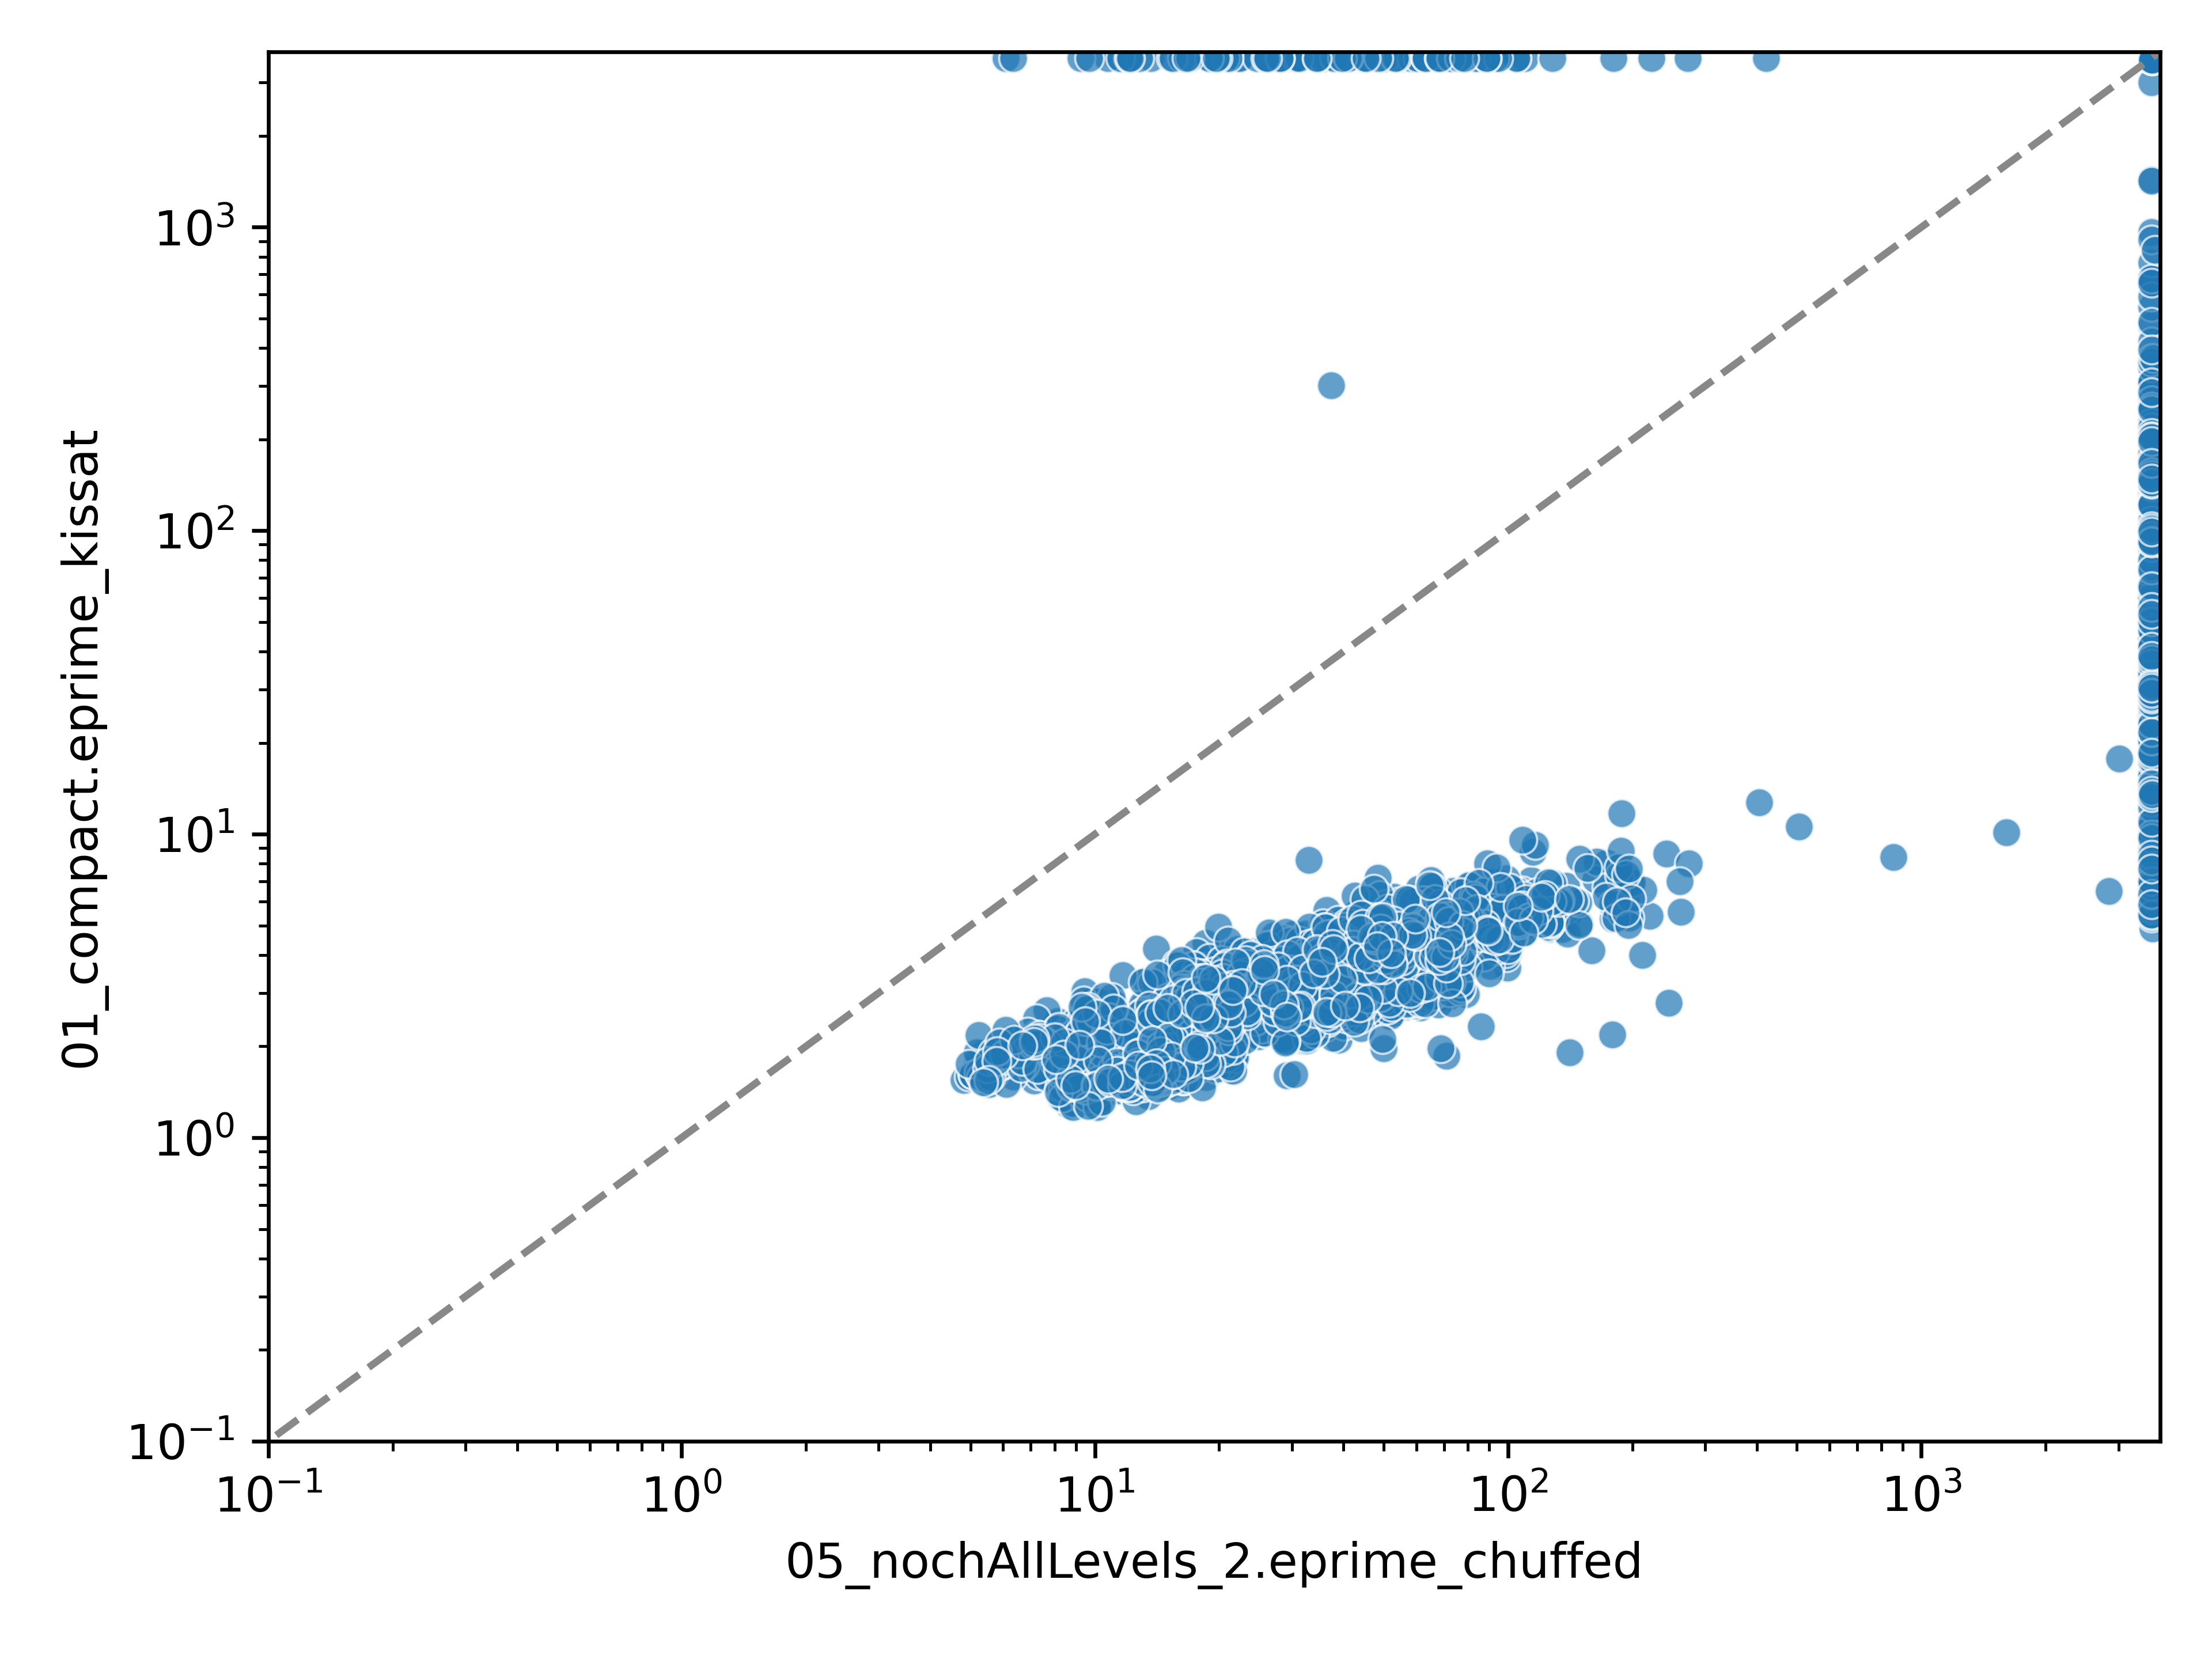 10³
10²
10¹
10⁰
10⁻¹
01_compact.eprime_kissat
10⁻¹ 10⁰ 10¹ 10² 10³
05_nochAllLevels_2.eprime_chuffed